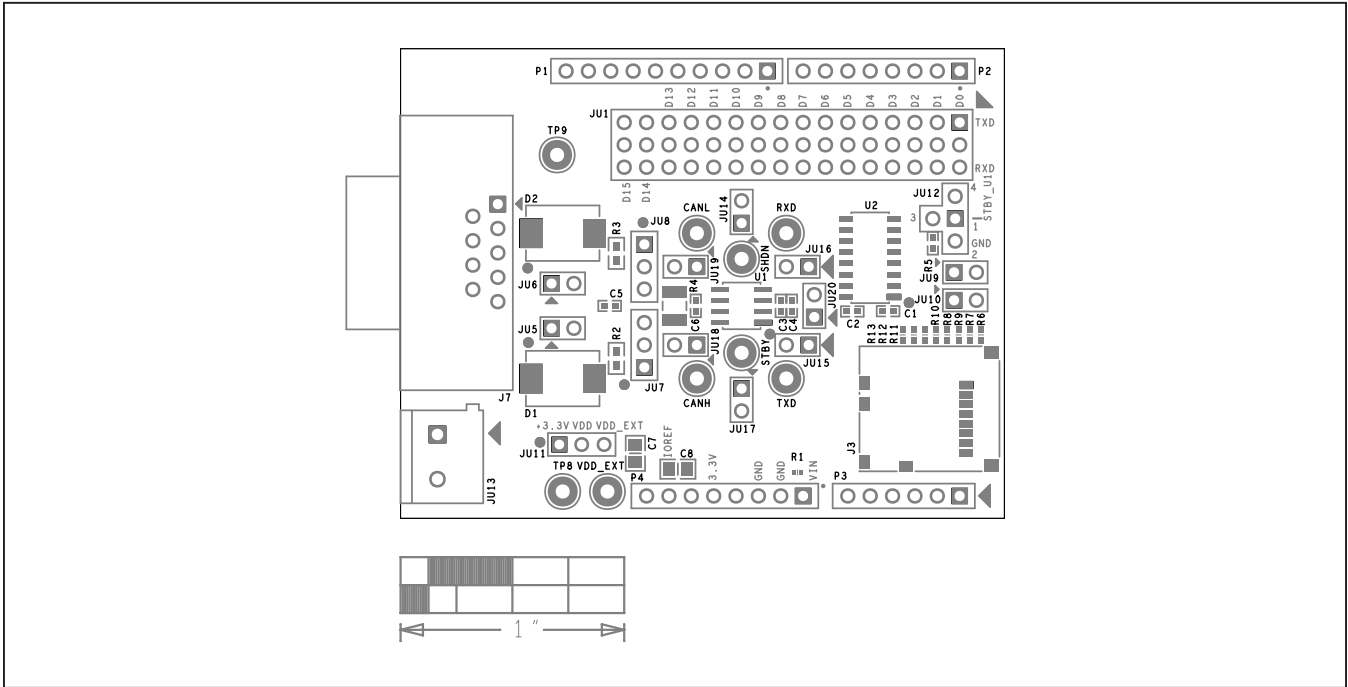 P1
P2
D13
D12
D11
D10
D9
D8
D7
D6
D5
D4
D3
D2
D1
D0
JU1
TXD
TP9
RXD
D15
D14
JU12
4
STBY_U1
3
1
GND
2
D2
JU8
CANL
JU14
RXD
U2
R3
SHDN
JU16
R5
JU19
U1
JU9
JU6
R4
JU20
JU10
C5
C6
C3
C4
C2
C1
JU5
R2
JU18
STBY
JU15
R13
R12
R11
R10
R8
R9
R7
R6
J7
D1
JU7
CANH
JU17
TXD
J3
+3.3V VDD VDD_EXT
JU11
C7
IOREF
C8
3.3V
GND
GND
R1
VIN
TP8 VDD_EXT
P4
P3
JU13
1 "